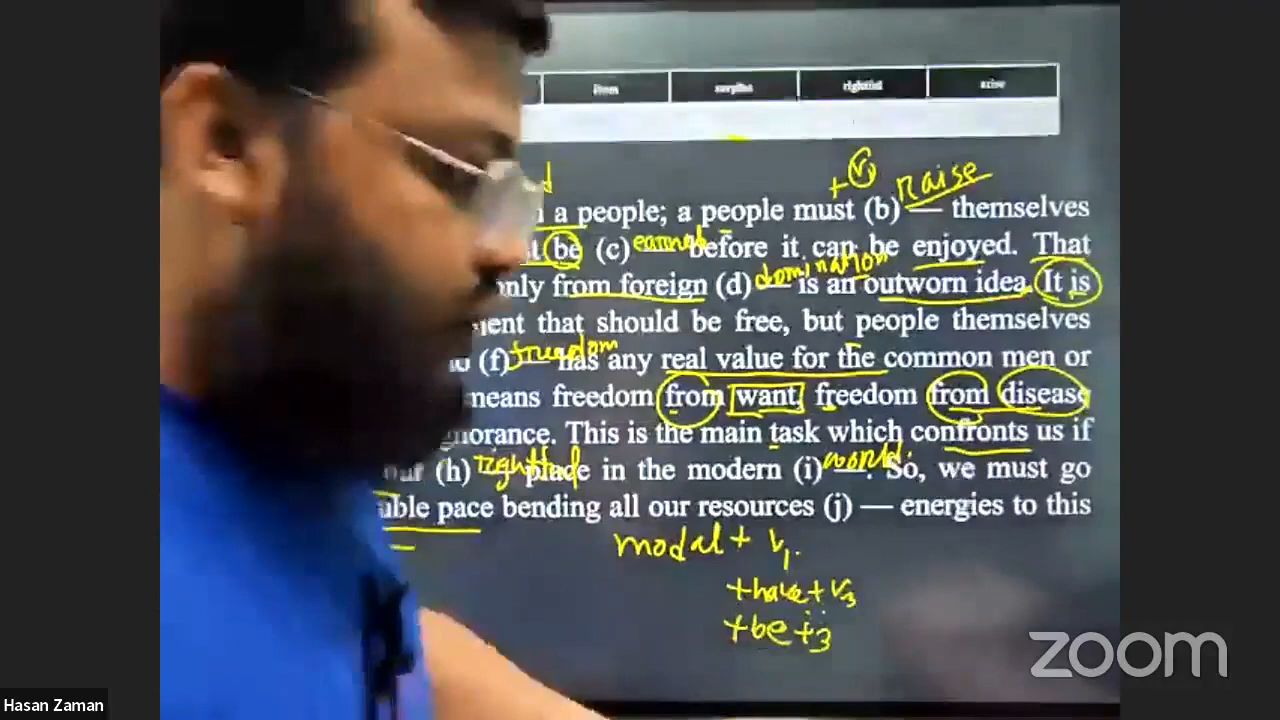 from surplus rightful arise
+ V1 Raise
a people; a people must (b) — themselves
be (c) earned before it can be enjoyed. That
only from foreign (d) domination — is an outworn idea. It is
that should be free, but people themselves
(f) freedom — has any real value for the common men or
means freedom from want, freedom from disease
ignorance. This is the main task which confronts us if
our (h) rightful — place in the modern (i) world —. So, we must go
pace bending all our resources (j) — energies to this
modal + V1.
+have+V3
+be+3
zoom
Hasan Zaman